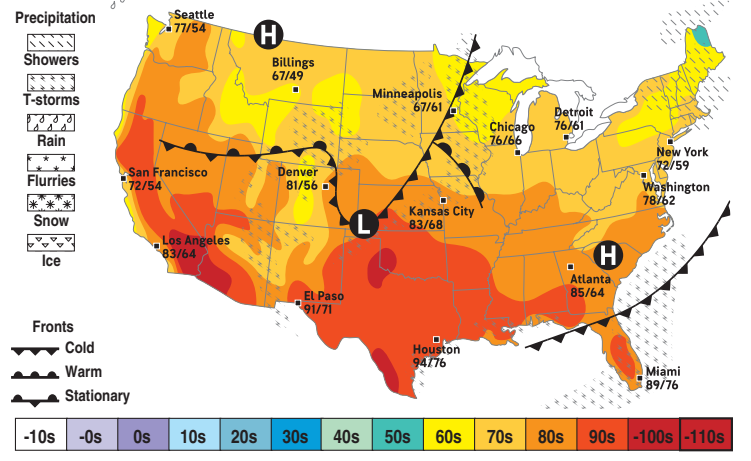 Precipitation
Showers
T-storms
Rain
Flurries
Snow
Ice
Fronts
Cold
Warm
Stationary
Seattle
77/54
H
Billings
67/49
Minneapolis
67/61
Chicago
76/66
Detroit
76/61
New York
72/59
Washington
78/62
San Francisco
72/54
Denver
81/56
Kansas City
83/68
L
Los Angeles
83/64
H
Atlanta
85/64
El Paso
91/71
Houston
94/76
Miami
89/76
-10s -0s 0s 10s 20s 30s 40s 50s 60s 70s 80s 90s -100s -110s